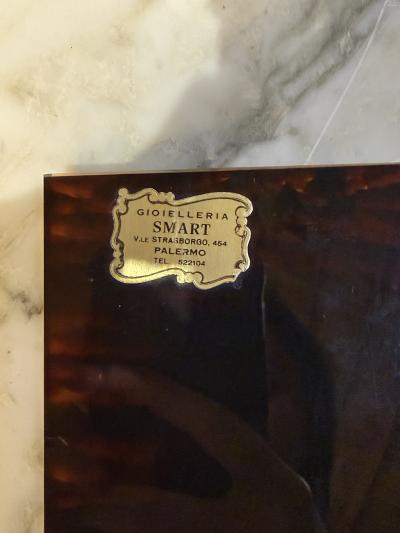 GIOIELLERIA
SMART
V.LE STRASBORGO, 454
PALERMO
TEL. 522104